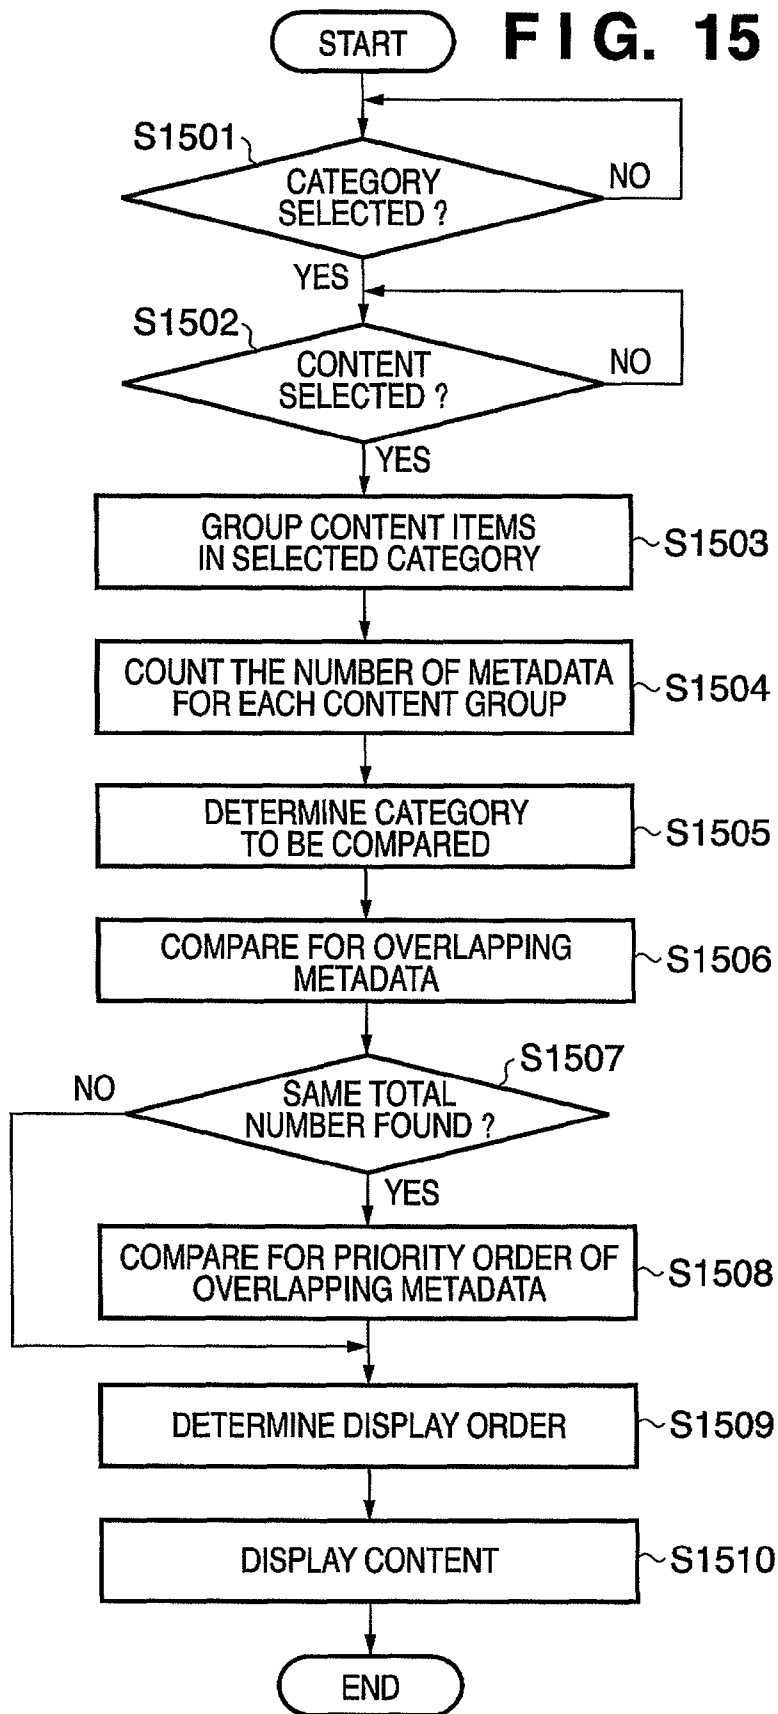 START
FIG. 15
S1501
CATEGORY
SELECTED ?
NO
YES
S1502
CONTENT
SELECTED ?
NO
YES
GROUP CONTENT ITEMS
IN SELECTED CATEGORY
S1503
COUNT THE NUMBER OF METADATA
FOR EACH CONTENT GROUP
S1504
DETERMINE CATEGORY
TO BE COMPARED
S1505
COMPARE FOR OVERLAPPING
METADATA
S1506
S1507
NO
SAME TOTAL
NUMBER FOUND ?
YES
COMPARE FOR PRIORITY ORDER OF
OVERLAPPING METADATA
S1508
DETERMINE DISPLAY ORDER
S1509
DISPLAY CONTENT
S1510
END